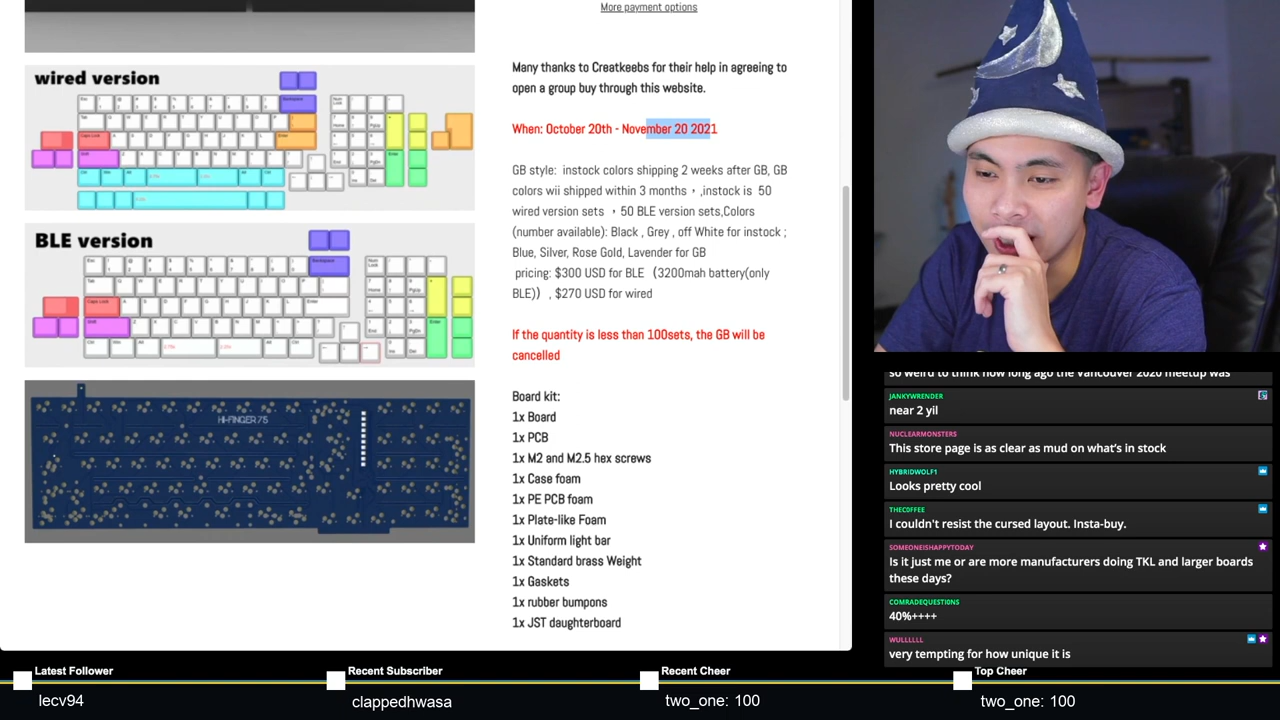 More payment options
wired version
BLE version
HI-FINGER 75
Many thanks to Creatkeebs for their help in agreeing to
open a group buy through this website.
When: October 20th - November 20 2021
GB style:  instock colors shipping 2 weeks after GB, GB
colors wii shipped within 3 months，,instock is  50
wired version sets ，50 BLE version sets,Colors
(number available): Black , Grey , off White for instock ;
Blue, Silver, Rose Gold, Lavender for GB
pricing: $300 USD for BLE（3200mah battery(only
BLE)）, $270 USD for wired
If the quantity is less than 100sets, the GB will be
cancelled
Board kit:
1x Board
1x PCB
1x M2 and M2.5 hex screws
1x Case foam
1x PE PCB foam
1x Plate-like Foam
1x Uniform light bar
1x Standard brass Weight
1x Gaskets
1x rubber bumpons
1x JST daughterboard
so weird to think how long ago the Vancouver 2020 meetup was
JANKYWRENDER
near 2 yil
NUCLEARMONSTERS
This store page is as clear as mud on what's in stock
HYBRIDWOLF1
Looks pretty cool
THEC0FFEE
I couldn't resist the cursed layout. Insta-buy.
SOMEONEISHAPPYTODAY
Is it just me or are more manufacturers doing TKL and larger boards
these days?
COMRADEQUESTI0NS
40%++++
WULLLLLL
very tempting for how unique it is
Latest Follower
lecv94
Recent Subscriber
clappedhwasa
Recent Cheer
two_one: 100
Top Cheer
two_one: 100